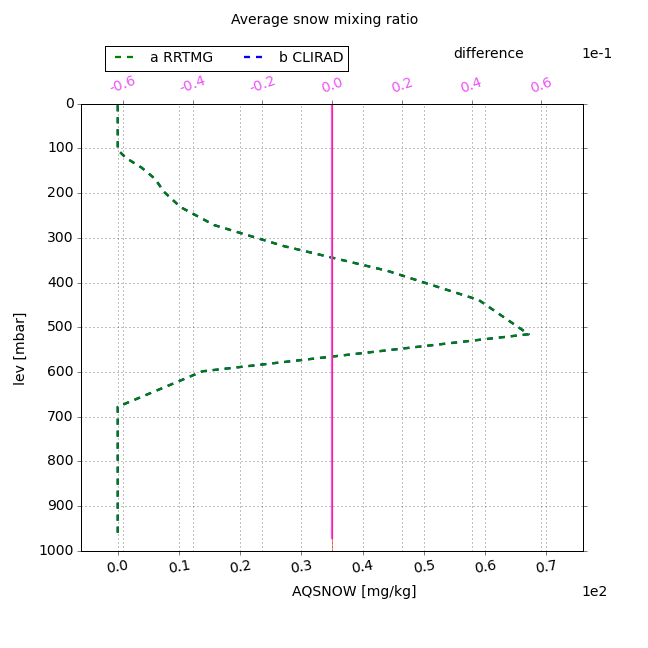 Average snow mixing ratio
a RRTMG b CLIRAD difference 1e-1
-0.6 -0.4 -0.2 0.0 0.2 0.4 0.6
0
100
200
300
400
500
600
700
800
900
1000
lev [mbar]
0.0 0.1 0.2 0.3 0.4 0.5 0.6 0.7
AQSNOW [mg/kg] 1e2